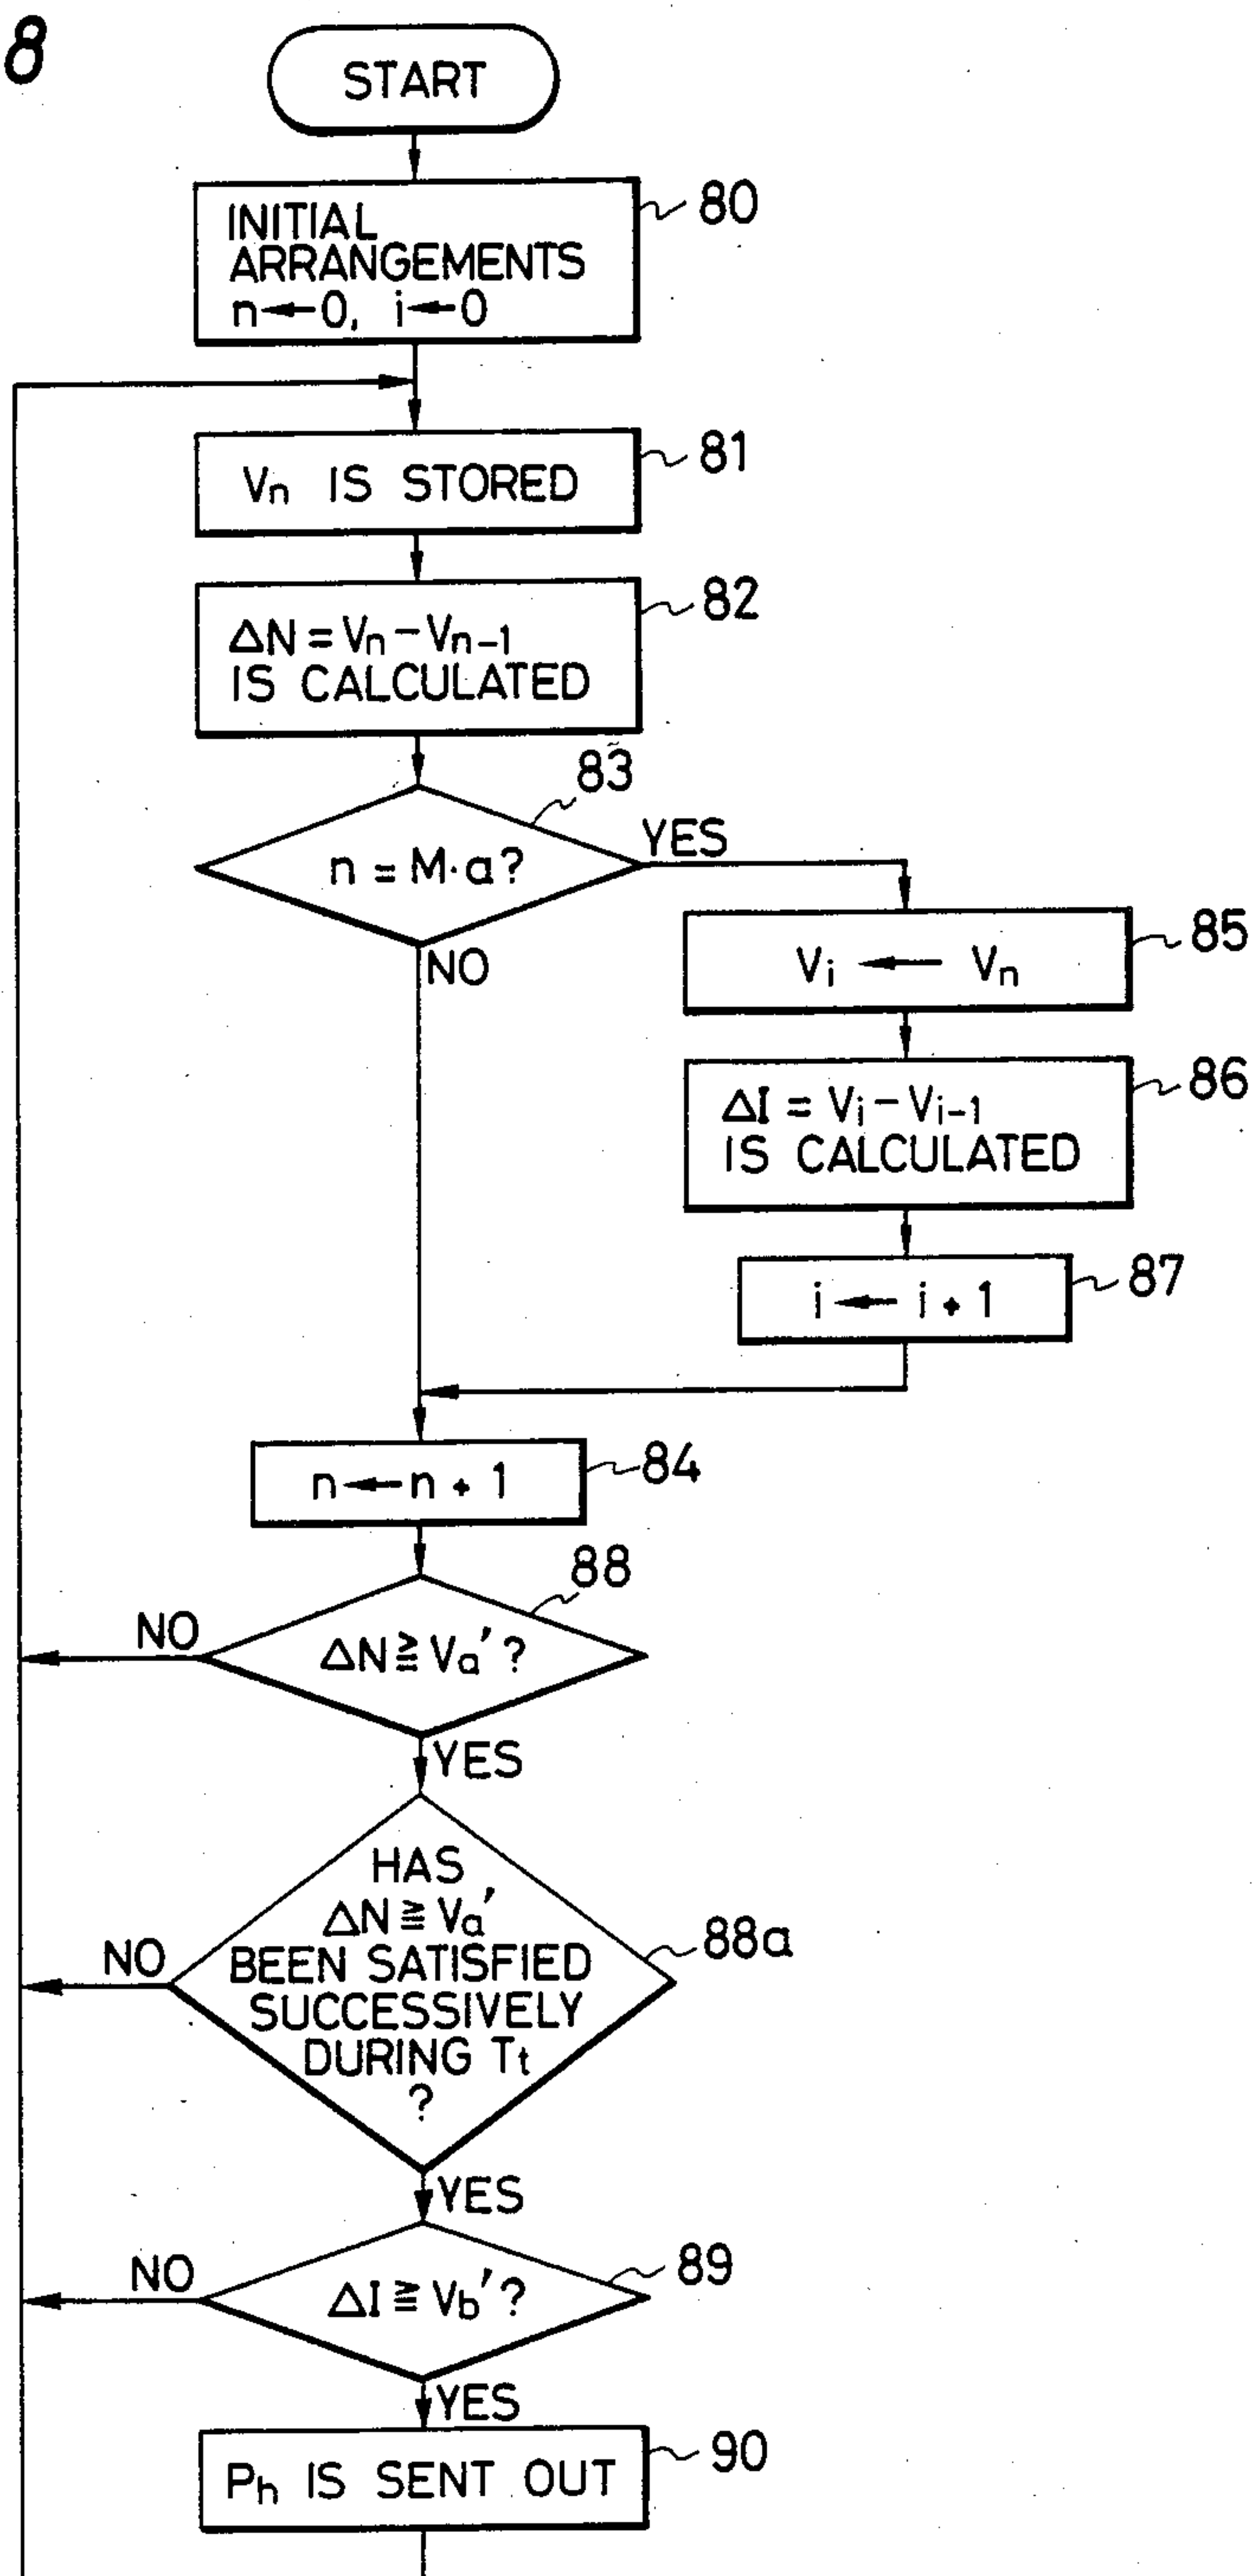 8
START
INITIAL
ARRANGEMENTS
n←0, i←0
80
Vn IS STORED
81
ΔN = Vn - Vn-1
IS CALCULATED
82
83
n = M·a?
YES
NO
Vi ← Vn
85
ΔI = Vi - Vi-1
IS CALCULATED
86
i ← i + 1
87
n ← n + 1
84
88
ΔN ≧ Va' ?
NO
YES
HAS
ΔN ≧ Va'
BEEN SATISFIED
SUCCESSIVELY
DURING Tt
?
88a
NO
YES
ΔI ≧ Vb' ?
89
NO
YES
Ph IS SENT OUT
90